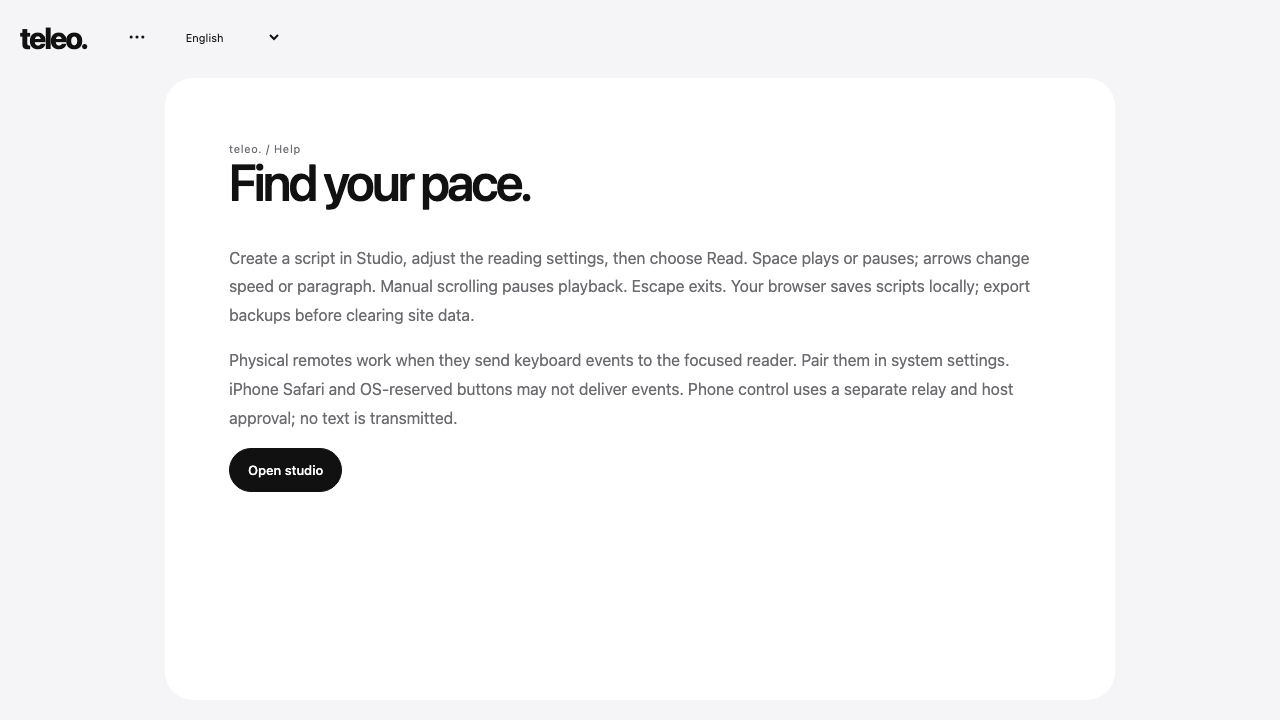 teleo.
English
teleo. / Help
Find your pace.
Create a script in Studio, adjust the reading settings, then choose Read. Space plays or pauses; arrows change
speed or paragraph. Manual scrolling pauses playback. Escape exits. Your browser saves scripts locally; export
backups before clearing site data.
Physical remotes work when they send keyboard events to the focused reader. Pair them in system settings.
iPhone Safari and OS-reserved buttons may not deliver events. Phone control uses a separate relay and host
approval; no text is transmitted.
Open studio